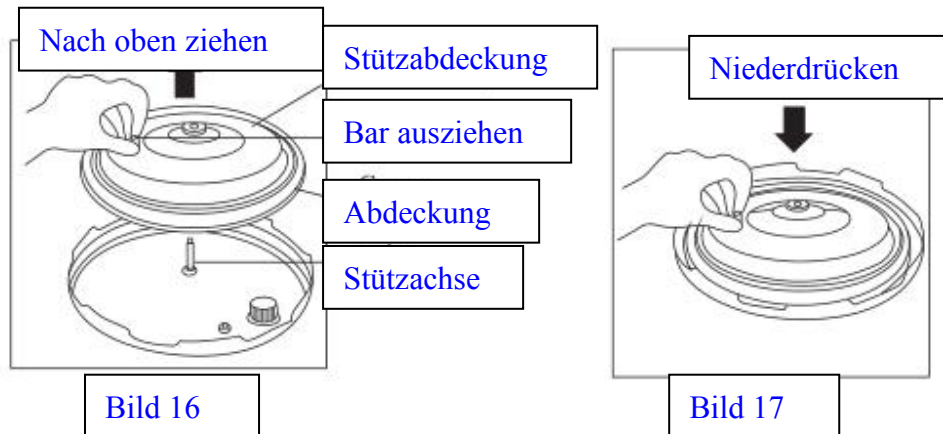 Nach oben ziehen
Stützabdeckung
Bar ausziehen
Abdeckung
Stützachse
Bild 16
Niederdrücken
Bild 17